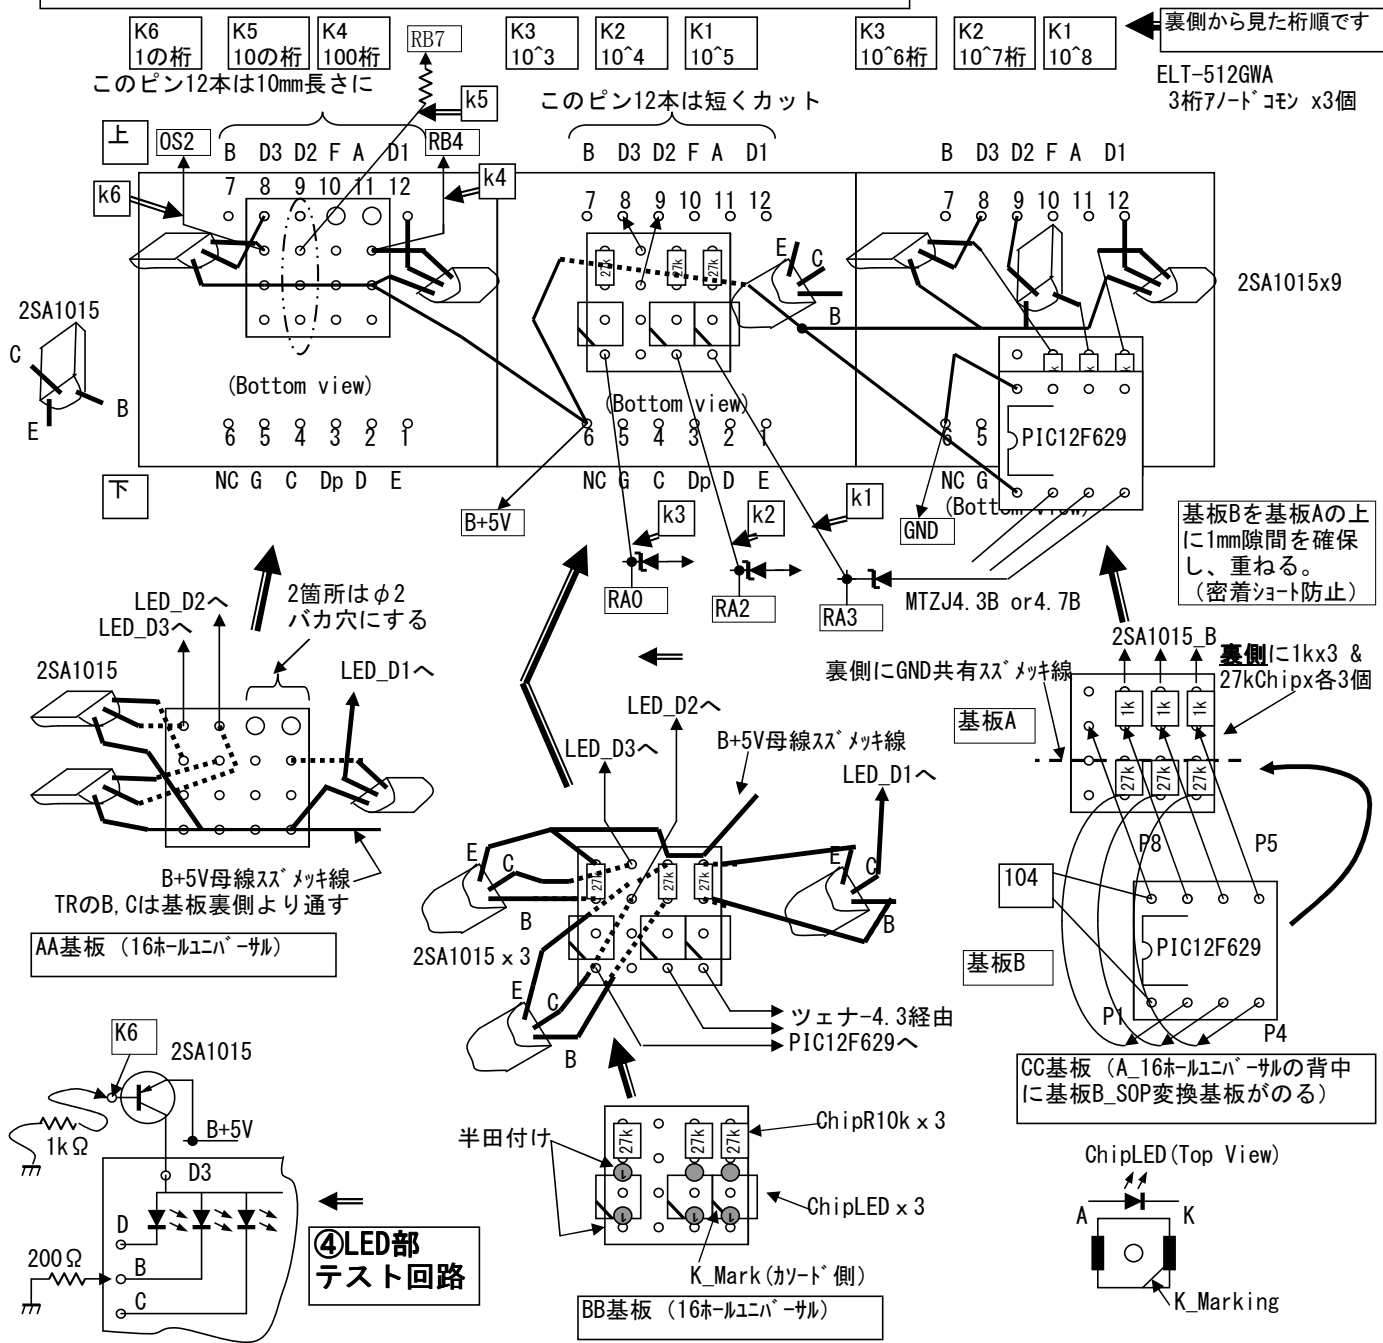 K6
1の桁
K5
10の桁
K4
100桁
RB7
K3
10^3
K2
10^4
K1
10^5
K3
10^6桁
K2
10^7桁
K1
10^8
裏側から見た桁順です
このピン12本は10mm長さに
k5
このピン12本は短くカット
ELT-512GWA
3桁ｱﾉｰﾄﾞｺﾓﾝ x3個
上
OS2
B D3 D2 F A D1
RB4
B D3 D2 F A D1
B D3 D2 F A D1
k6
k4
7 8 9 10 11 12
7 8 9 10 11 12
7 8 9 10 11 12
27k
27k
27k
E
C
B
2SA1015x9
2SA1015
C
B
E
(Bottom view)
(Bottom view)
k
k
k
PIC12F629
6 5 4 3 2 1
6 5 4 3 2 1
6 5
下
NC G C Dp D E
NC G C Dp D E
NC G
B+5V
k3
k2
k1
GND
RA0
RA2
RA3
MTZJ4.3B or4.7B
基板Bを基板Aの上
に1mm隙間を確保
し、重ねる。
(密着ｼｮｰﾄ防止)
LED_D2へ
LED_D3へ
2箇所はφ2
バカ穴にする
2SA1015
LED_D1へ
2SA1015_B
裏側にGND共有ｽｽﾞﾒｯｷ線
裏側に1kx3 &
27kChipx各3個
基板A
1k
1k
1k
27k
27k
27k
LED_D2へ
LED_D3へ
B+5V母線ｽｽﾞﾒｯｷ線
LED_D1へ
B+5V母線ｽｽﾞﾒｯｷ線
TRのB,Cは基板裏側より通す
AA基板 (16ﾎｰﾙﾕﾆﾊﾞｰｻﾙ)
E
C
B
27k
27k
27k
E
C
B
2SA1015ｘ3
E
C
B
ツェナ-4.3経由
PIC12F629へ
P8
P5
104
PIC12F629
基板B
P1
P4
CC基板 (A_16ﾎｰﾙﾕﾆﾊﾞｰｻﾙの背中
に基板B_SOP変換基板がのる)
K6
2SA1015
1kΩ
B+5V
D3
D
B
C
200Ω
④LED部
テスト回路
半田付け
27k
27k
27k
1
1
1
ChipR10kｘ3
ChipLEDｘ3
K_Mark(ｶｿｰﾄﾞ側)
BB基板 (16ﾎｰﾙﾕﾆﾊﾞｰｻﾙ)
ChipLED(Top View)
A
K
K_Marking